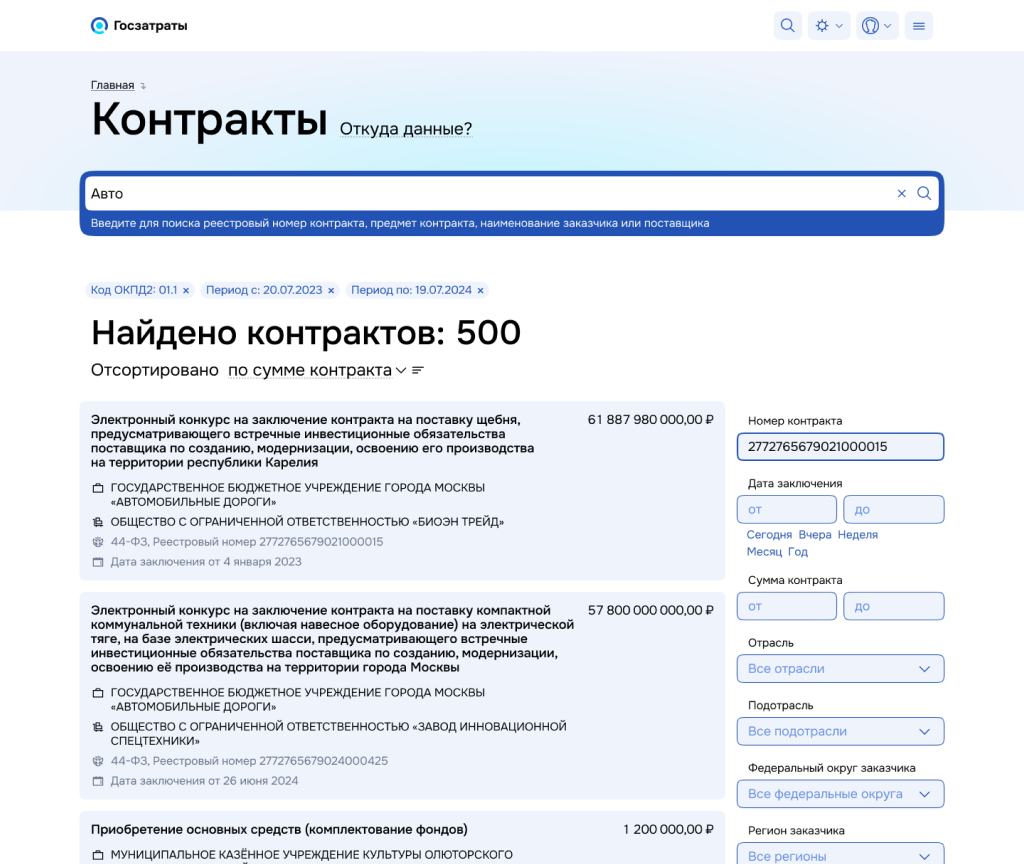 Госзатраты
Главная
Контракты Откуда данные?
Авто
Введите для поиска реестровый номер контракта, предмет контракта, наименование заказчика или поставщика
Код ОКПД2: 01.1 × Период с: 20.07.2023 × Период по: 19.07.2024 ×
Найдено контрактов: 500
Отсортировано по сумме контракта
Электронный конкурс на заключение контракта на поставку щебня,
предусматривающего встречные инвестиционные обязательства
поставщика по созданию, модернизации, освоению его производства
на территории республики Карелия
61 887 980 000,00 ₽
ГОСУДАРСТВЕННОЕ БЮДЖЕТНОЕ УЧРЕЖДЕНИЕ ГОРОДА МОСКВЫ
«АВТОМОБИЛЬНЫЕ ДОРОГИ»
ОБЩЕСТВО С ОГРАНИЧЕННОЙ ОТВЕТСТВЕННОСТЬЮ «БИОЭН ТРЕЙД»
44-ФЗ, Реестровый номер 2772765679021000015
Дата заключения от 4 января 2023
Электронный конкурс на заключение контракта на поставку компактной
коммунальной техники (включая навесное оборудование) на электрической
тяге, на базе электрических шасси, предусматривающего встречные
инвестиционные обязательства поставщика по созданию, модернизации,
освоению её производства на территории города Москвы
57 800 000 000,00 ₽
ГОСУДАРСТВЕННОЕ БЮДЖЕТНОЕ УЧРЕЖДЕНИЕ ГОРОДА МОСКВЫ
«АВТОМОБИЛЬНЫЕ ДОРОГИ»
ОБЩЕСТВО С ОГРАНИЧЕННОЙ ОТВЕТСТВЕННОСТЬЮ «ЗАВОД ИННОВАЦИОННОЙ
СПЕЦТЕХНИКИ»
44-ФЗ, Реестровый номер 2772765679024000425
Дата заключения от 26 июня 2024
Приобретение основных средств (комплектование фондов)
1 200 000,00 ₽
МУНИЦИПАЛЬНОЕ КАЗЁННОЕ УЧРЕЖДЕНИЕ КУЛЬТУРЫ ОЛЮТОРСКОГО
Номер контракта
2772765679021000015
Дата заключения
от до
Сегодня Вчера Неделя
Месяц Год
Сумма контракта
от до
Отрасль
Все отрасли
Подотрасль
Все подотрасли
Федеральный округ заказчика
Все федеральные округа
Регион заказчика
Все регионы